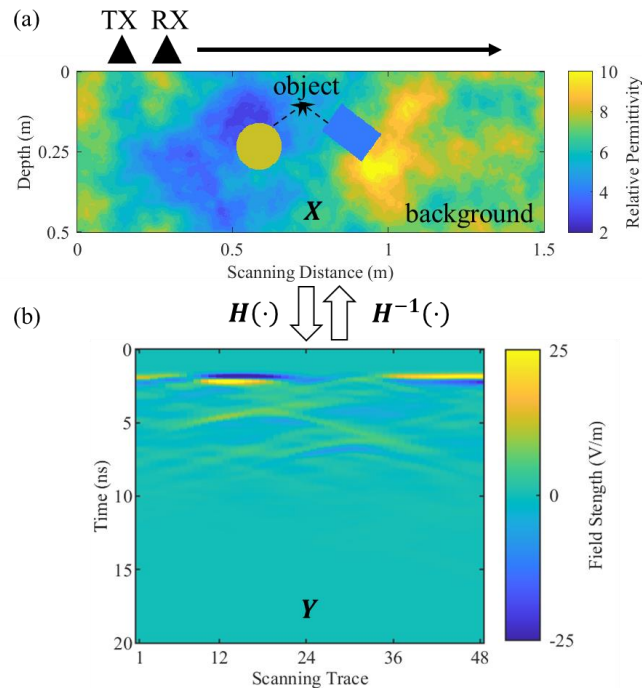 (a)
TX RX
object
X
background
0
0.25
0.5
Depth (m)
0 0.5 1 1.5
Scanning Distance (m)
10
8
6
4
2
Relative Permittivity
H(·) H⁻¹(·)
(b)
0
5
10
15
20
Time (ns)
Y
1 12 24 36 48
Scanning Trace
25
0
-25
Field Stength (V/m)